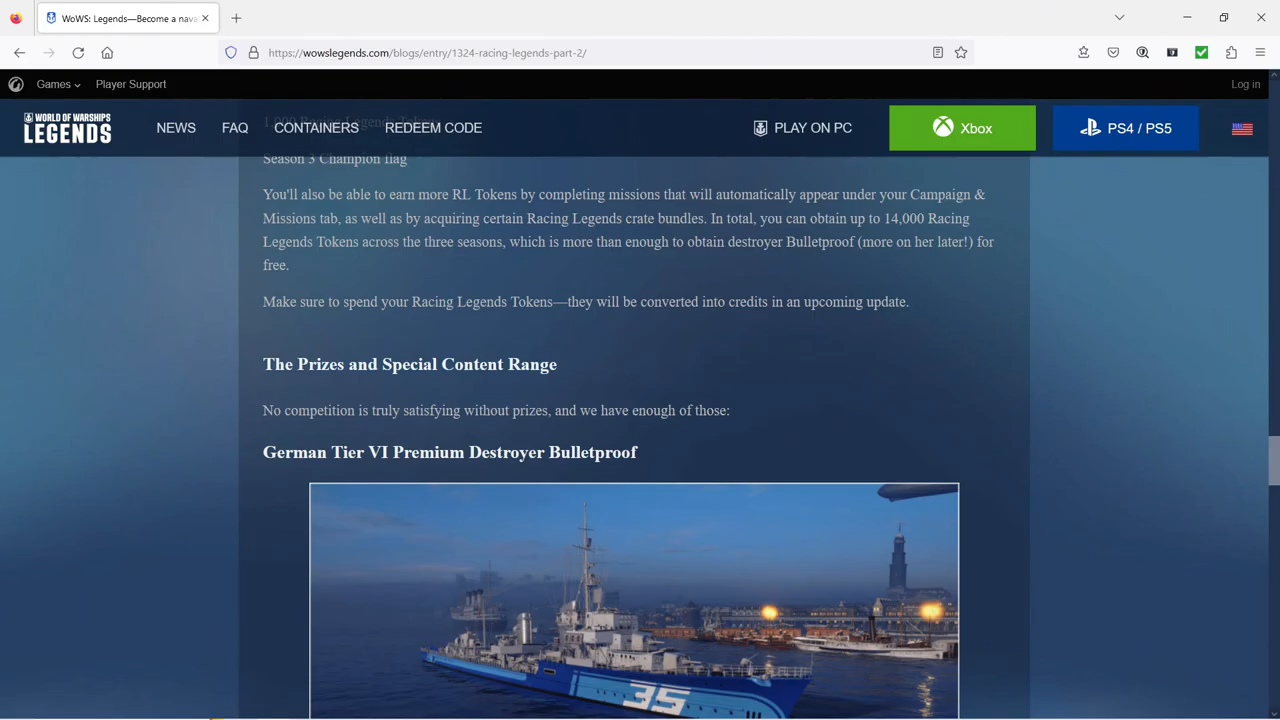 WoWS: Legends—Become a nava
https://wowslegends.com/blogs/entry/1324-racing-legends-part-2/
Games
Player Support
Log in
WORLD OF WARSHIPS
LEGENDS
NEWS
FAQ
CONTAINERS
REDEEM CODE
PLAY ON PC
Xbox
PS4 / PS5
1,000 Racing Legends Tokens
Season 3 Champion flag
You'll also be able to earn more RL Tokens by completing missions that will automatically appear under your Campaign &
Missions tab, as well as by acquiring certain Racing Legends crate bundles. In total, you can obtain up to 14,000 Racing
Legends Tokens across the three seasons, which is more than enough to obtain destroyer Bulletproof (more on her later!) for
free.
Make sure to spend your Racing Legends Tokens—they will be converted into credits in an upcoming update.
The Prizes and Special Content Range
No competition is truly satisfying without prizes, and we have enough of those:
German Tier VI Premium Destroyer Bulletproof
35